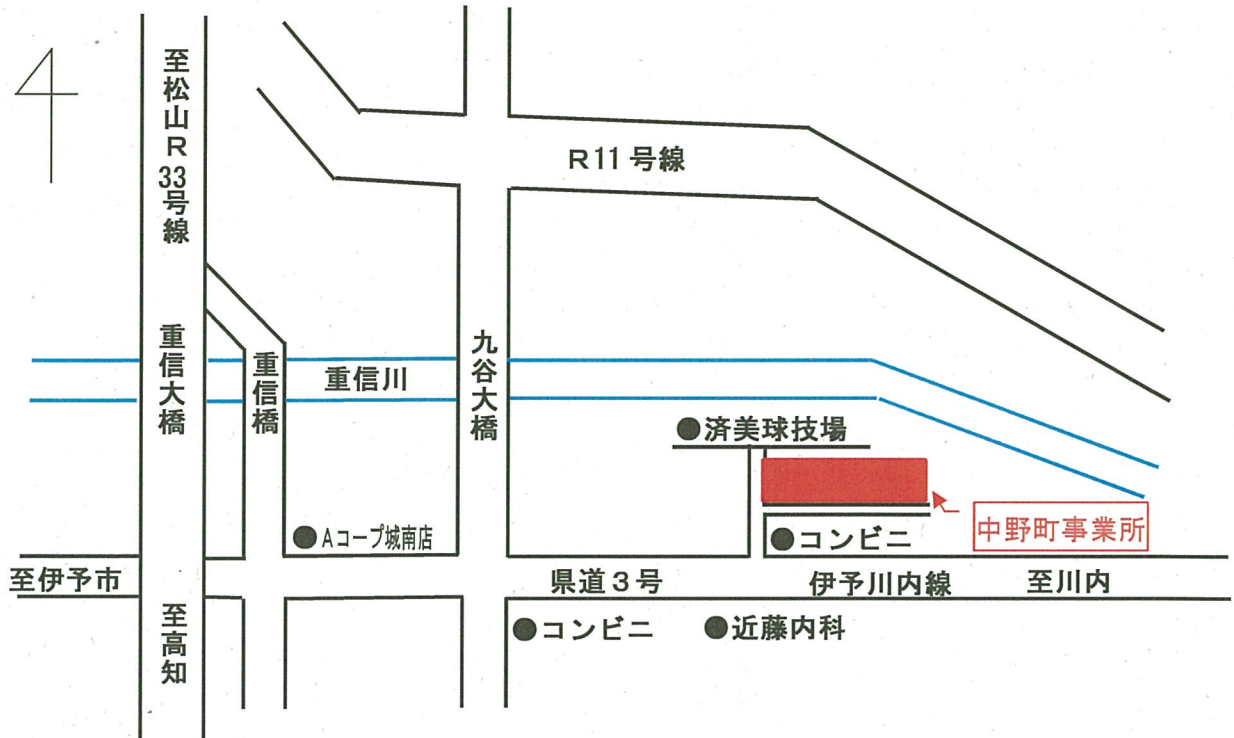 至松山R33号線
R11号線
重信大橋
重信橋
重信川
九谷大橋
●済美球技場
中野町事業所
●Aコープ城南店
●コンビニ
至伊予市
県道3号
伊予川内線
至川内
至高知
●コンビニ
●近藤内科